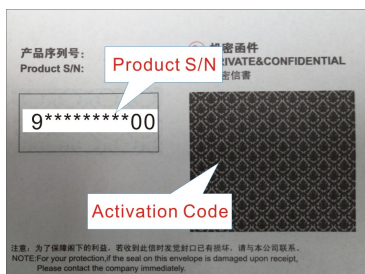 产品序列号:
Product S/N:
Product S/N
密函件
RIVATE&CONFIDENTIAL
密信書
9*********00
Activation Code
注意: 为了保障阁下的利益, 若收到此信时发觉封口已有损坏, 请与本公司联系。
NOTE:For your protection,if the seal on this envelope is damaged upon receipt,
Please contact the company immediately.